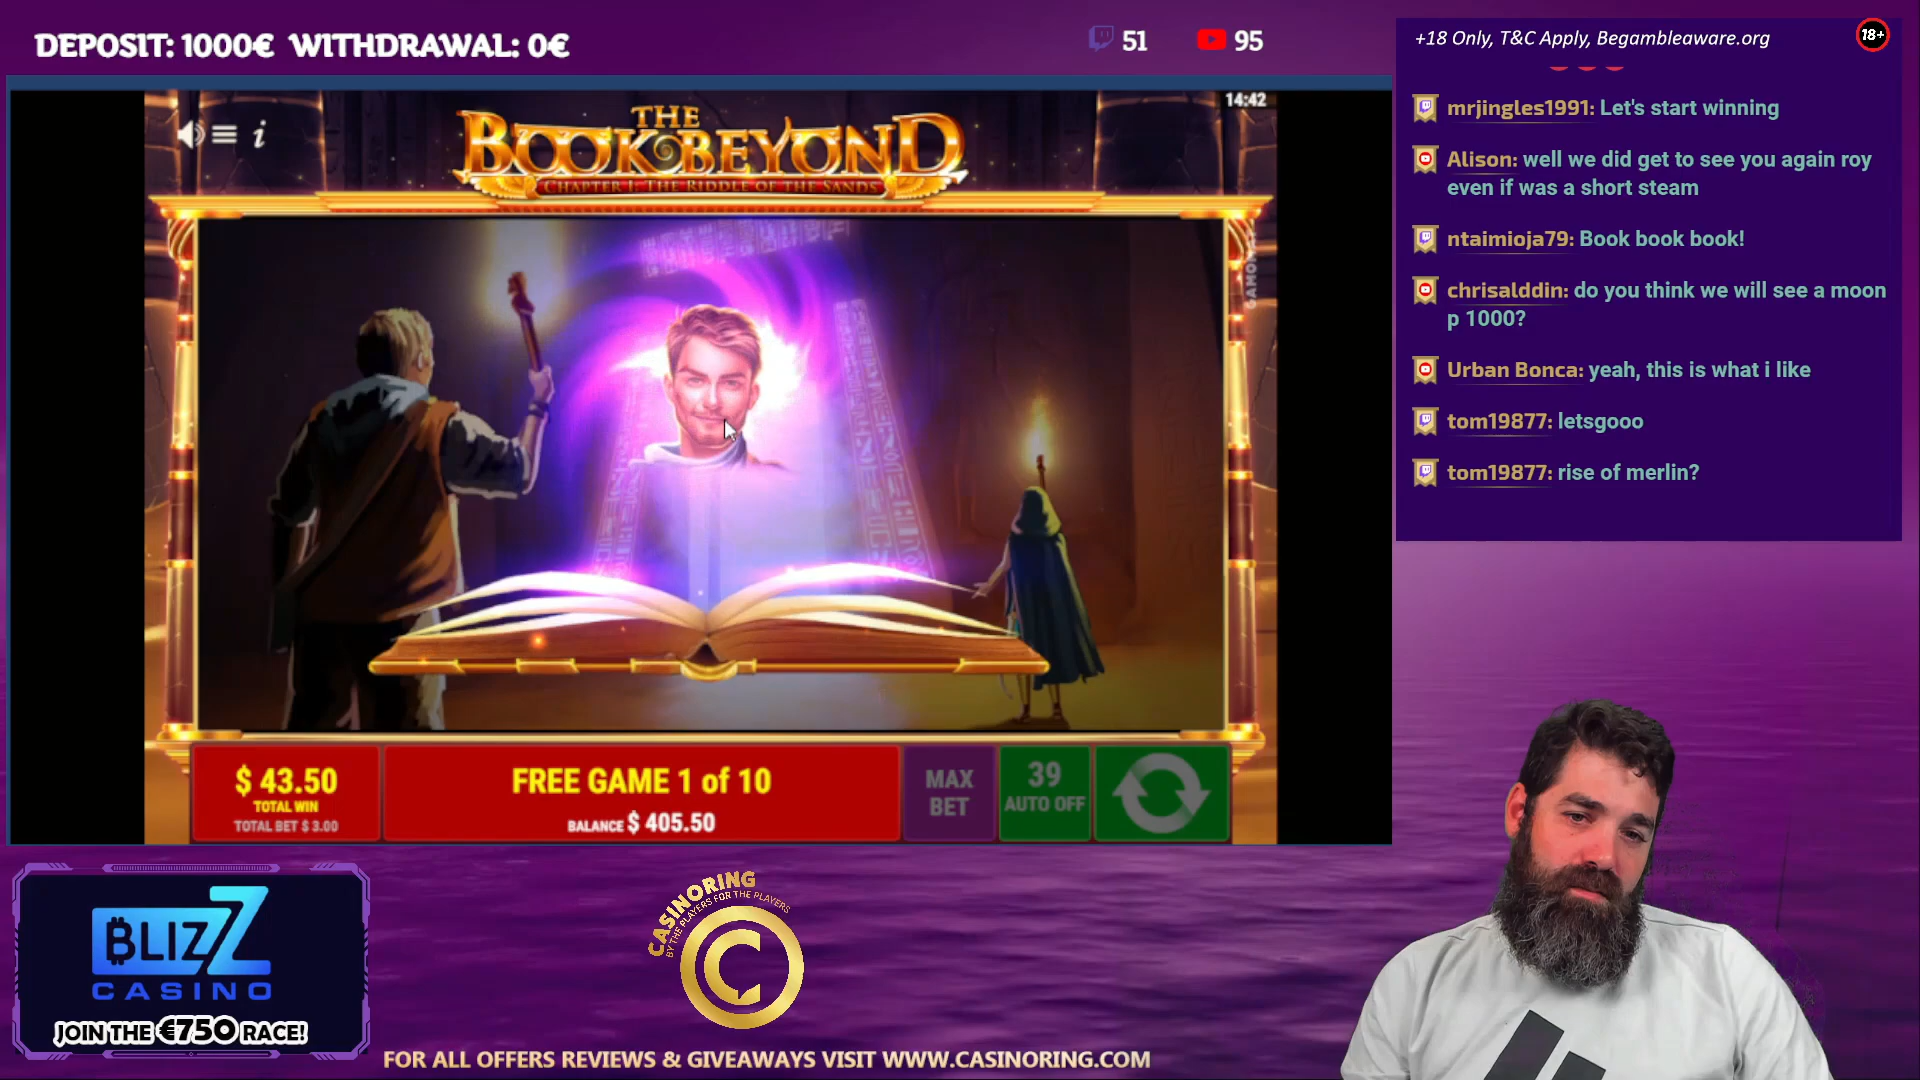 DEPOSIT: 1000€ WITHDRAWAL: 0€
51
95
+18 Only, T&C Apply, Begambleaware.org
18+
mrjingles1991: Let's start winning
Alison: well we did get to see you again roy
even if was a short steam
ntaimioja79: Book book book!
chrisalddin: do you think we will see a moon
p 1000?
Urban Bonca: yeah, this is what i like
tom19877: letsgooo
tom19877: rise of merlin?
14:42
THE
BOOK BEYOND
CHAPTER I: THE RIDDLE OF THE SANDS
$ 43.50
TOTAL WIN
TOTAL BET $ 3.00
FREE GAME 1 of 10
BALANCE $ 405.50
MAX
BET
39
AUTO OFF
BLIZZ
CASINO
JOIN THE €750 RACE!
CASINORING
BY THE PLAYERS FOR THE PLAYERS
FOR ALL OFFERS REVIEWS & GIVEAWAYS VISIT WWW.CASINORING.COM